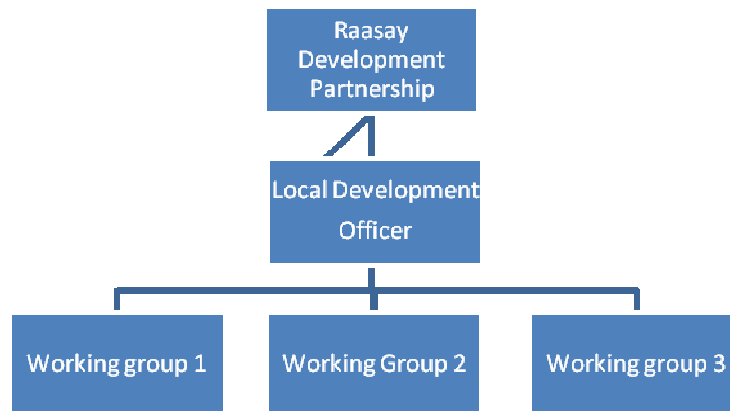 Raasay
Development
Partnership
Local Development
Officer
Working group 1
Working Group 2
Working group 3